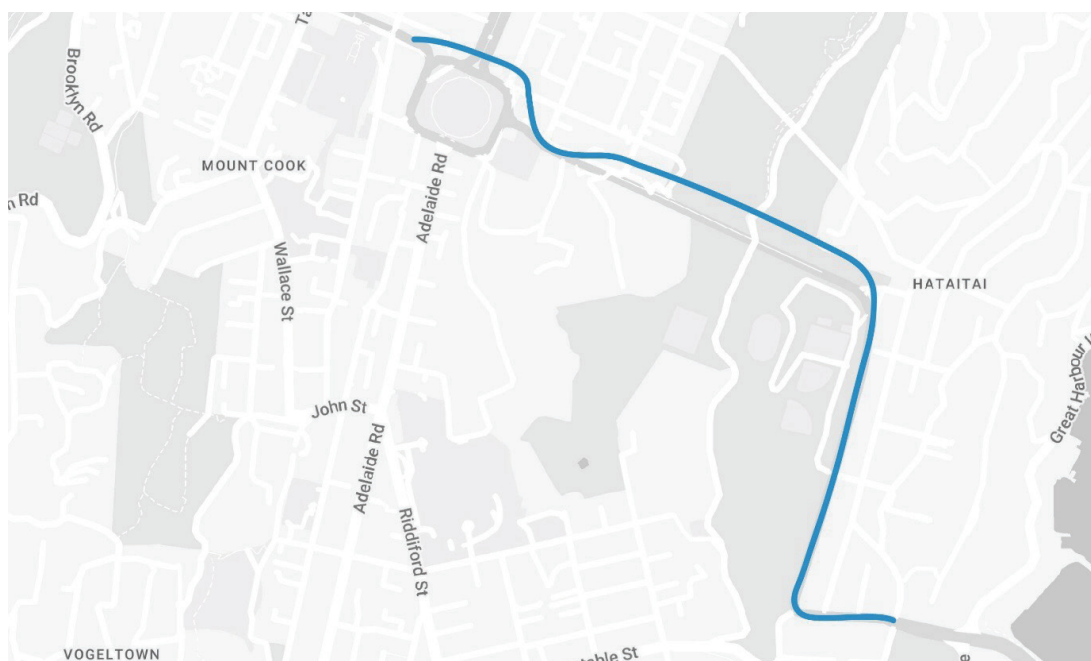 Brooklyn Rd
MOUNT COOK
Rd
Adelaide Rd
Wallace St
HATAITAI
John St
Adelaide Rd
Riddiford St
Great Harbour
VOGELTOWN
St